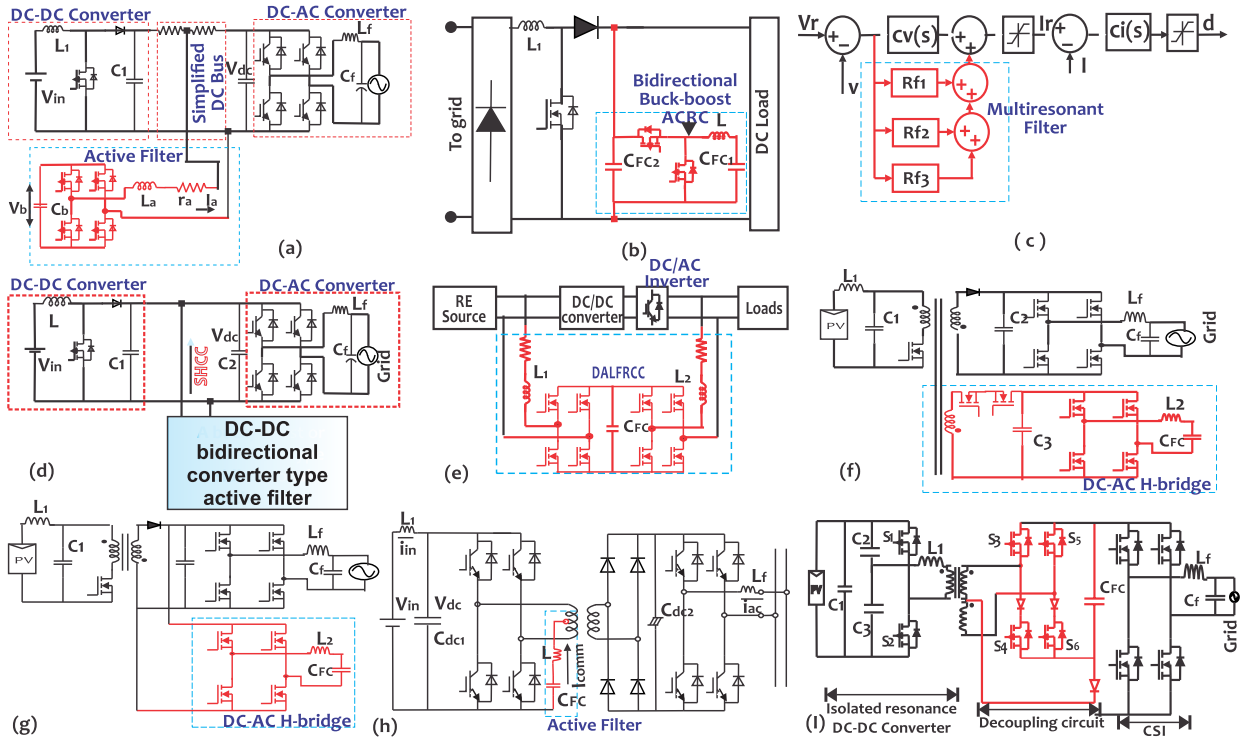 DC-DC Converter
L1
Vin
C1
Simplified
DC Bus
DC-AC Converter
Vdc
Lf
Cf
Active Filter
Vb
Cb
La
ra
Ia
(a)
To grid
L1
Bidirectional
Buck-boost
ACRC
L
CFC2
CFC1
DC Load
(b)
Vr
+
-
v
Cv(s)
+
+
Ir
+
-
I
Ci(s)
d
Rf1
+
+
Rf2
+
+
Rf3
Multiresonant
Filter
(c)
DC-DC Converter
L
Vin
C1
SHCC
DC-AC Converter
Vdc
C2
Lf
Cf
Grid
DC-DC
bidirectional
converter type
active filter
(d)
DC/AC
Inverter
RE
Source
DC/DC
converter
Loads
L1
DALFRCC
L2
CFC
(e)
L1
PV
C1
C2
Lf
Cf
Grid
C3
L2
CFC
DC-AC H-bridge
(f)
L1
PV
C1
Lf
Cf
L2
CFC
DC-AC H-bridge
(g)
L1
iin
Vin
Vdc
Cdc1
L
Icomm
CFC
Active Filter
Cdc2
Lf
iac
(h)
PV
C1
C2
C3
S1
S2
L1
S3
S5
S4
S6
CFC
Lf
Cf
Grid
Isolated resonance
DC-DC Converter
Decoupling circuit
CSI
(I)